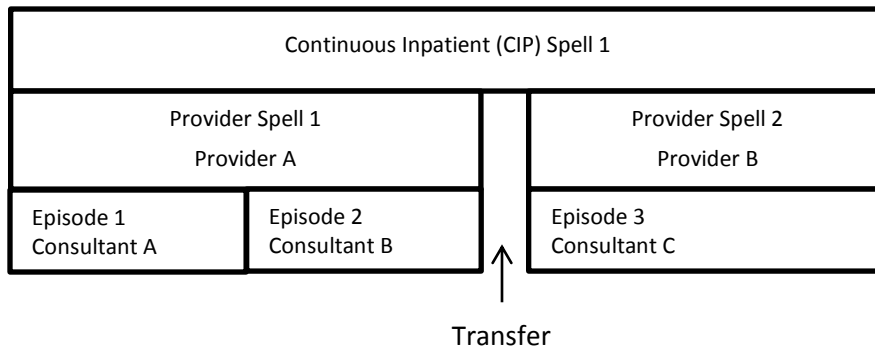 Continuous Inpatient (CIP) Spell 1
Provider Spell 1
Provider A
Provider Spell 2
Provider B
Episode 1
Consultant A
Episode 2
Consultant B
Episode 3
Consultant C
Transfer